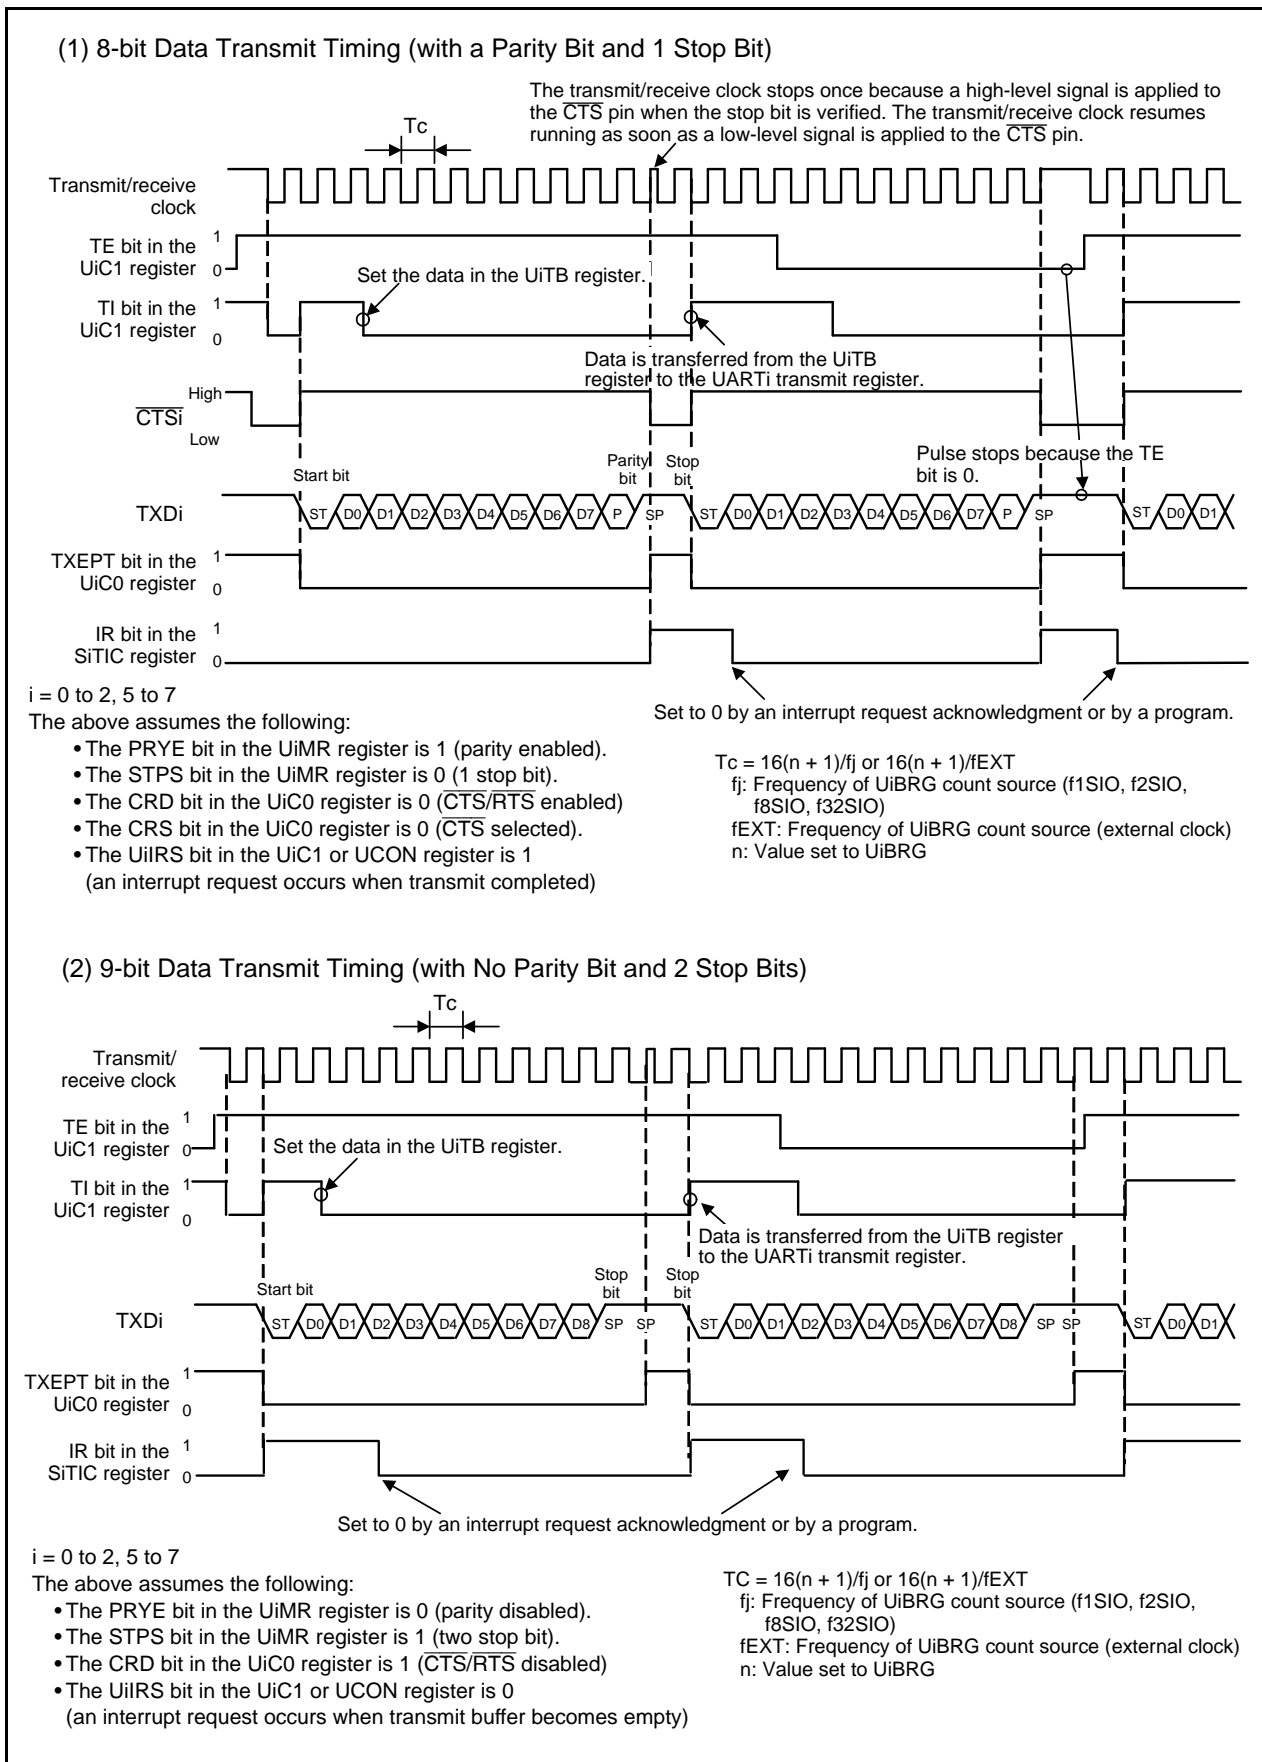 (1) 8-bit Data Transmit Timing (with a Parity Bit and 1 Stop Bit)
The transmit/receive clock stops once because a high-level signal is applied to
the CTS pin when the stop bit is verified. The transmit/receive clock resumes
running as soon as a low-level signal is applied to the CTS pin.
Tc
Transmit/receive
clock
TE bit in the
UiC1 register
1
0
Set the data in the UiTB register.
TI bit in the
UiC1 register
1
0
Data is transferred from the UiTB
register to the UARTi transmit register.
CTSi
High
Low
Pulse stops because the TE
bit is 0.
Start bit
Parity
bit
Stop
bit
TXDi
ST D0 D1 D2 D3 D4 D5 D6 D7 P SP ST D0 D1 D2 D3 D4 D5 D6 D7 P SP ST D0 D1
TXEPT bit in the
UiC0 register
1
0
IR bit in the
SiTIC register
1
0
Set to 0 by an interrupt request acknowledgment or by a program.
i = 0 to 2, 5 to 7
The above assumes the following:
• The PRYE bit in the UiMR register is 1 (parity enabled).
• The STPS bit in the UiMR register is 0 (1 stop bit).
• The CRD bit in the UiC0 register is 0 (CTS/RTS enabled)
• The CRS bit in the UiC0 register is 0 (CTS selected).
• The UiIRS bit in the UiC1 or UCON register is 1
(an interrupt request occurs when transmit completed)
Tc = 16(n + 1)/fj or 16(n + 1)/fEXT
fj: Frequency of UiBRG count source (f1SIO, f2SIO,
f8SIO, f32SIO)
fEXT: Frequency of UiBRG count source (external clock)
n: Value set to UiBRG
(2) 9-bit Data Transmit Timing (with No Parity Bit and 2 Stop Bits)
Tc
Transmit/
receive clock
TE bit in the
UiC1 register
1
0
Set the data in the UiTB register.
TI bit in the
UiC1 register
1
0
Data is transferred from the UiTB register
to the UARTi transmit register.
Start bit
Stop
bit
Stop
bit
TXDi
ST D0 D1 D2 D3 D4 D5 D6 D7 D8 SP SP ST D0 D1 D2 D3 D4 D5 D6 D7 D8 SP SP ST D0 D1
TXEPT bit in the
UiC0 register
1
0
IR bit in the
SiTIC register
1
0
Set to 0 by an interrupt request acknowledgment or by a program.
i = 0 to 2, 5 to 7
The above assumes the following:
• The PRYE bit in the UiMR register is 0 (parity disabled).
• The STPS bit in the UiMR register is 1 (two stop bit).
• The CRD bit in the UiC0 register is 1 (CTS/RTS disabled)
• The UiIRS bit in the UiC1 or UCON register is 0
(an interrupt request occurs when transmit buffer becomes empty)
TC = 16(n + 1)/fj or 16(n + 1)/fEXT
fj: Frequency of UiBRG count source (f1SIO, f2SIO,
f8SIO, f32SIO)
fEXT: Frequency of UiBRG count source (external clock)
n: Value set to UiBRG